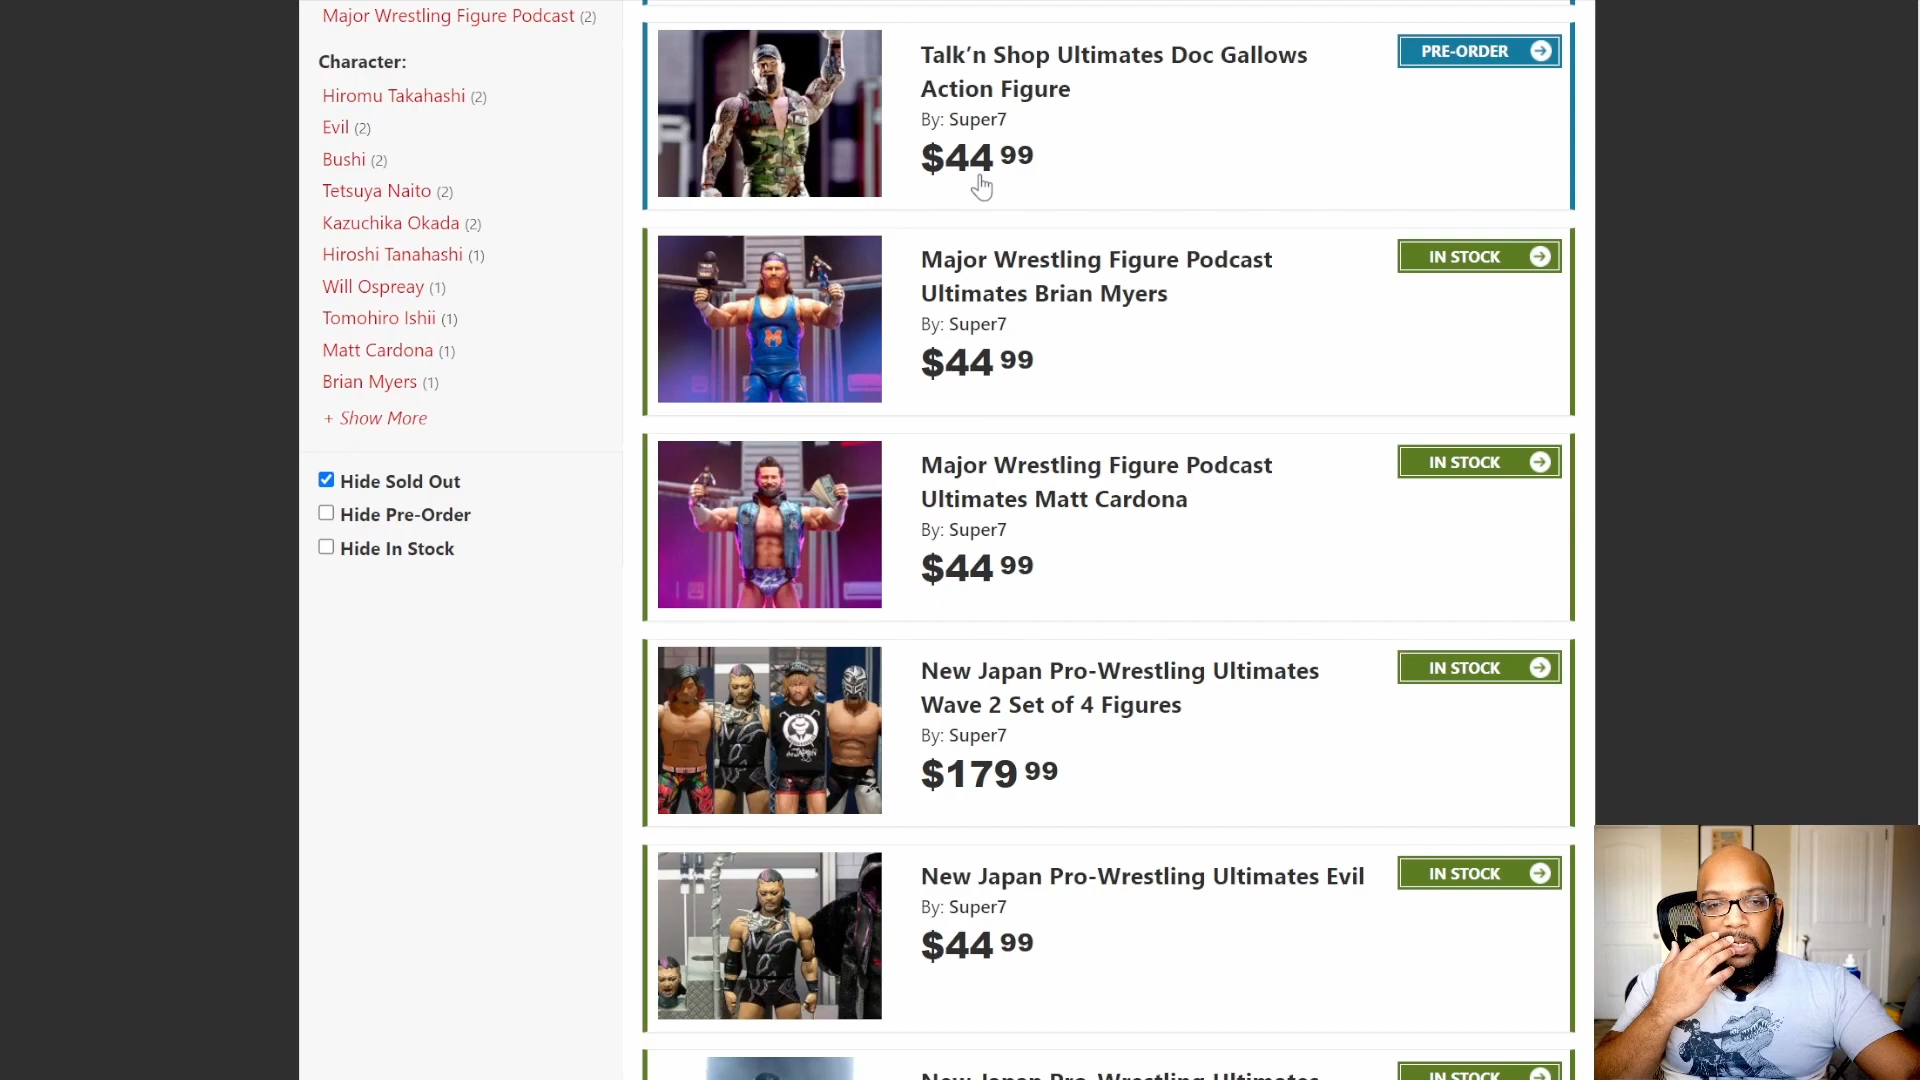 Major Wrestling Figure Podcast (2)
Character:
Hiromu Takahashi (2)
Evil (2)
Bushi (2)
Tetsuya Naito (2)
Kazuchika Okada (2)
Hiroshi Tanahashi (1)
Will Ospreay (1)
Tomohiro Ishii (1)
Matt Cardona (1)
Brian Myers (1)
+ Show More
Hide Sold Out
Hide Pre-Order
Hide In Stock
Talk’n Shop Ultimates Doc Gallows
Action Figure
By: Super7
$44 99
PRE-ORDER
Major Wrestling Figure Podcast
Ultimates Brian Myers
By: Super7
$44 99
IN STOCK
Major Wrestling Figure Podcast
Ultimates Matt Cardona
By: Super7
$44 99
IN STOCK
New Japan Pro-Wrestling Ultimates
Wave 2 Set of 4 Figures
By: Super7
$179 99
IN STOCK
New Japan Pro-Wrestling Ultimates Evil
By: Super7
$44 99
IN STOCK
New Japan Pro-Wrestling Ultimates
IN STOCK